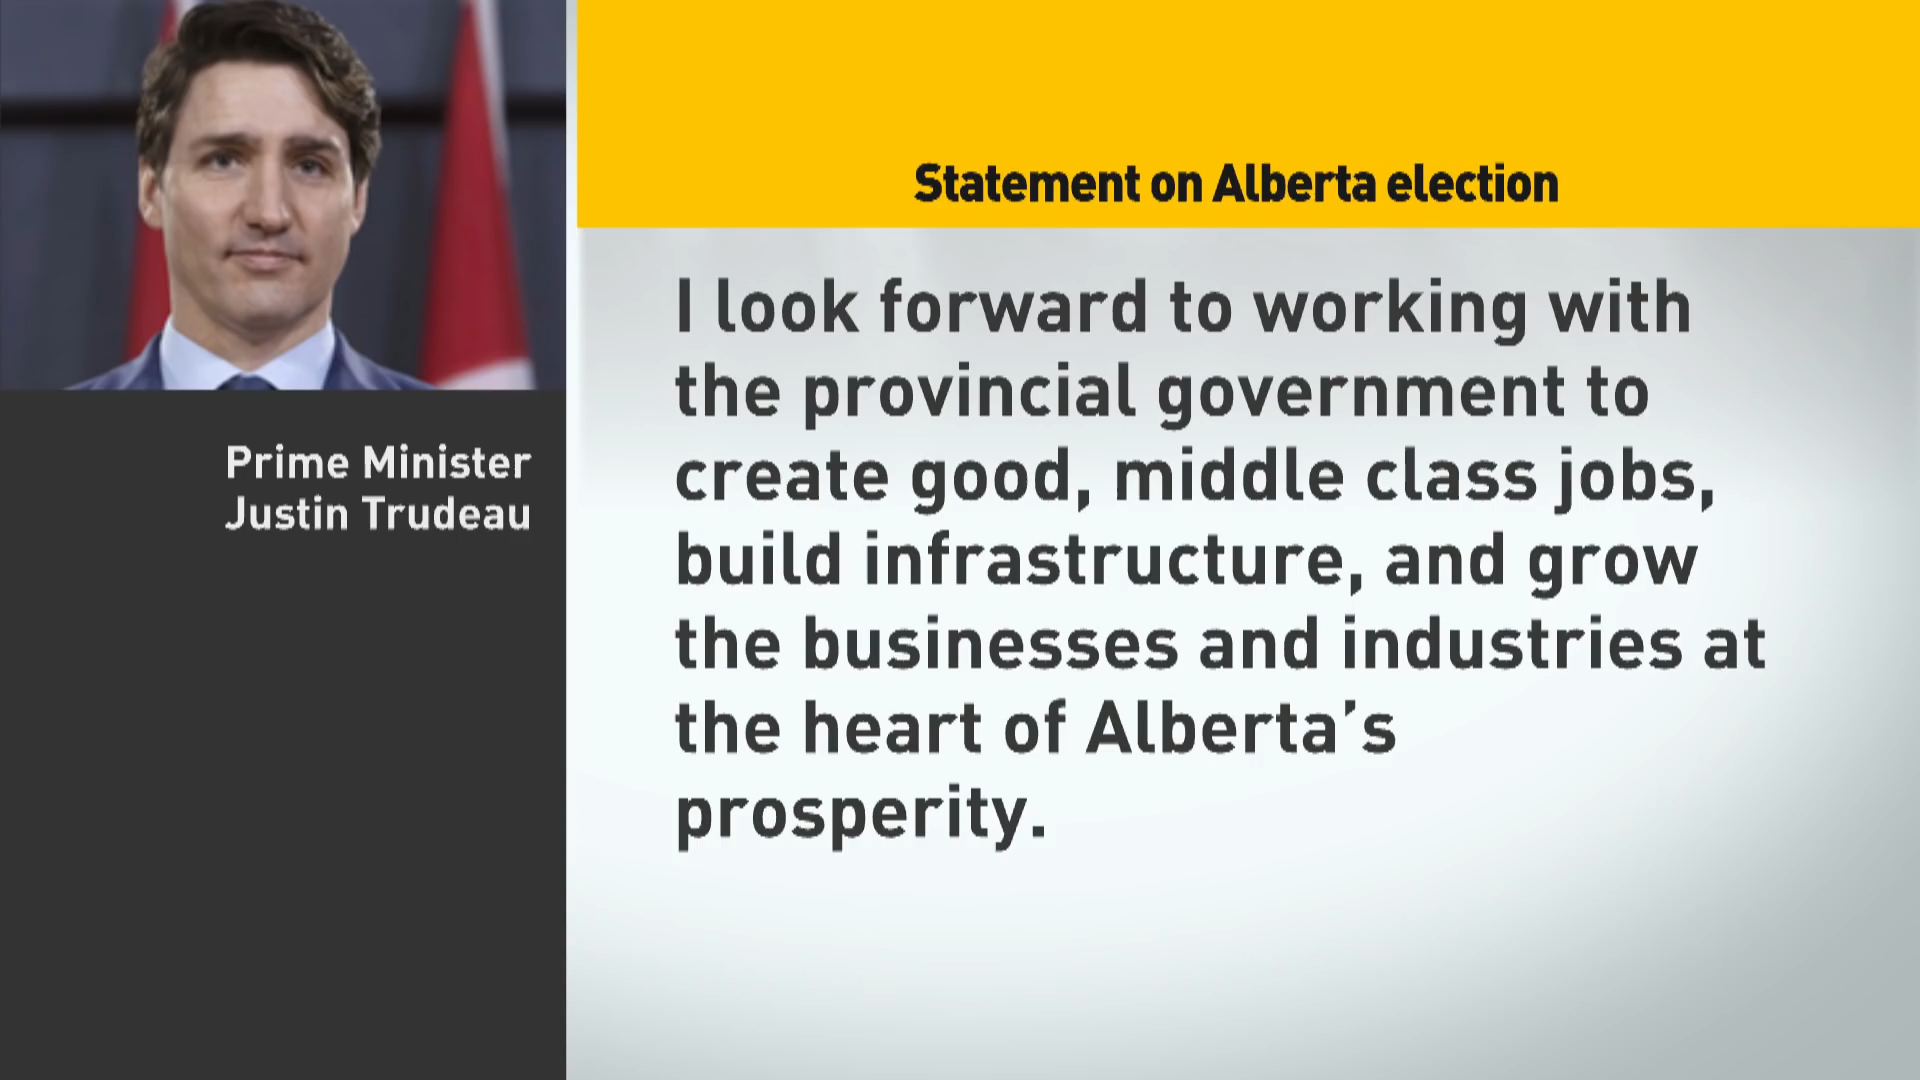 Prime Minister
Justin Trudeau
Statement on Alberta election
I look forward to working with
the provincial government to
create good, middle class jobs,
build infrastructure, and grow
the businesses and industries at
the heart of Alberta’s
prosperity.